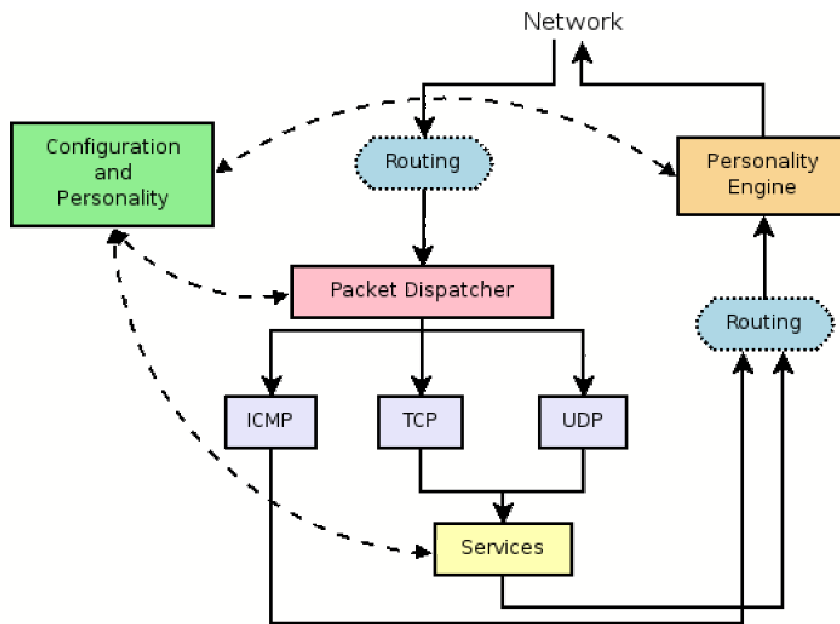 Network
Configuration
and
Personality
Routing
Personality
Engine
Packet Dispatcher
Routing
ICMP
TCP
UDP
Services